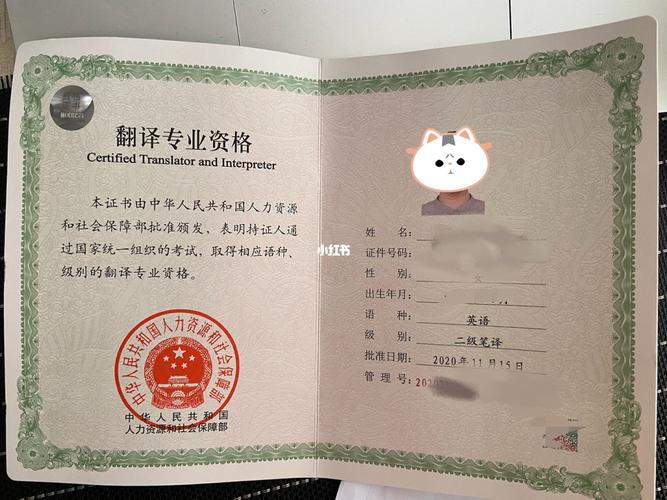 翻译专业资格
Certified Translator and Interpreter
本证书由中华人民共和国人力资源
和社会保障部批准颁发，表明持证人通
过国家统一组织的考试，取得相应语种、
级别的翻译专业资格。
中华人民共和国人力资源和社会保障部
中华人民共和国
人力资源和社会保障部
小红书
姓 名：
证件号码：
性 别：
出生年月：
语 种： 英语
级 别： 二级笔译
批准日期： 2020年11月15日
管 理 号： 2020